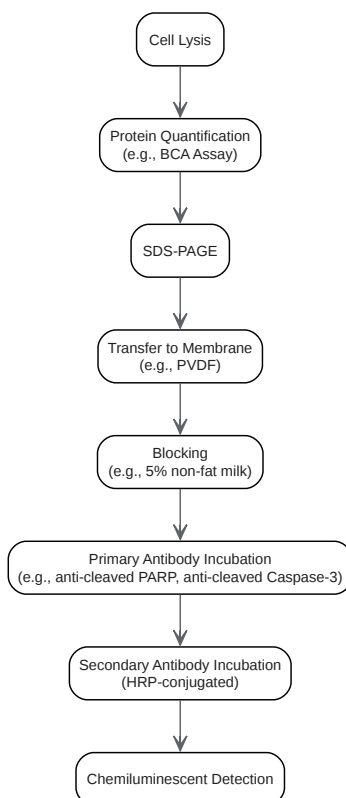 Cell Lysis
Protein Quantification
(e.g., BCA Assay)
SDS-PAGE
Transfer to Membrane
(e.g., PVDF)
Blocking
(e.g., 5% non-fat milk)
Primary Antibody Incubation
(e.g., anti-cleaved PARP, anti-cleaved Caspase-3)
Secondary Antibody Incubation
(HRP-conjugated)
Chemiluminescent Detection